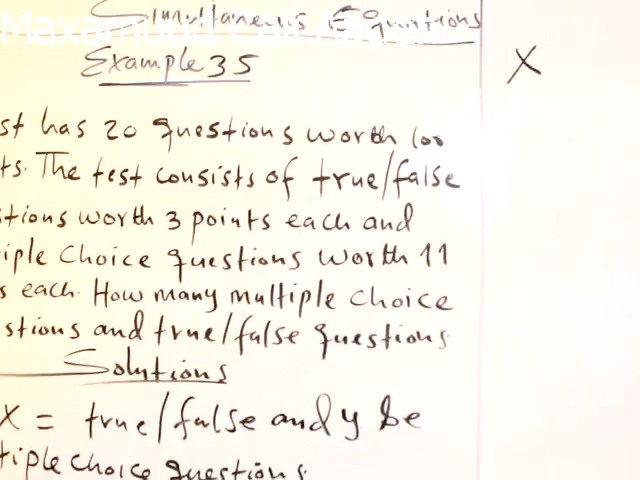 Simultaneous Equations
Example 35
X
st has 20 questions worth 100
ts. The test consists of true/false
stions worth 3 points each and
iple Choice questions worth 11
s each. How many multiple choice
stions and true/false questions
Solutions
X = true/false and y be
tiple choice questions.